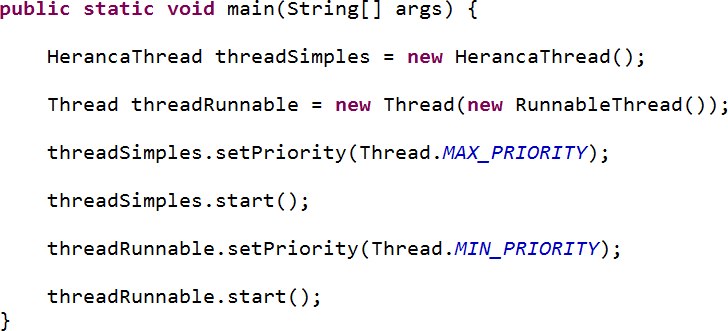 public static void main(String[] args) {
HerancaThread threadSimples = new HerancaThread();
Thread threadRunnable = new Thread(new RunnableThread());
threadSimples.setPriority(Thread.MAX_PRIORITY);
threadSimples.start();
threadRunnable.setPriority(Thread.MIN_PRIORITY);
threadRunnable.start();
}